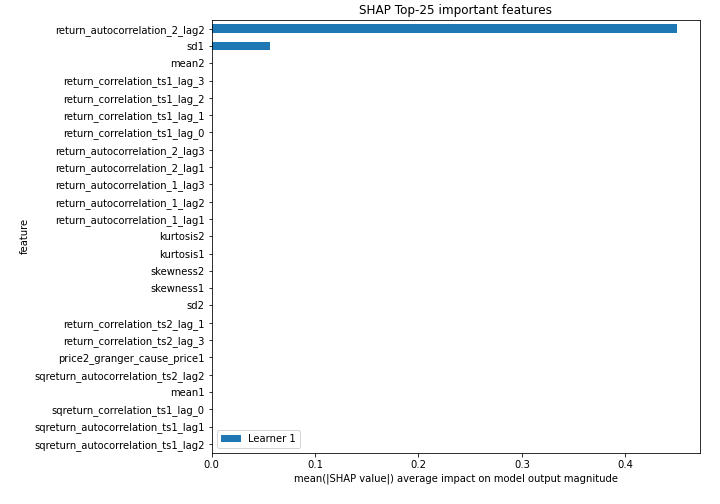 SHAP Top-25 important features
return_autocorrelation_2_lag2
sd1
mean2
return_correlation_ts1_lag_3
return_correlation_ts1_lag_2
return_correlation_ts1_lag_1
return_correlation_ts1_lag_0
return_autocorrelation_2_lag3
return_autocorrelation_2_lag1
return_autocorrelation_1_lag3
return_autocorrelation_1_lag2
return_autocorrelation_1_lag1
kurtosis2
kurtosis1
skewness2
skewness1
sd2
return_correlation_ts2_lag_1
return_correlation_ts2_lag_3
price2_granger_cause_price1
sqreturn_autocorrelation_ts2_lag2
mean1
sqreturn_correlation_ts1_lag_0
sqreturn_autocorrelation_ts1_lag1
sqreturn_autocorrelation_ts1_lag2
feature
Learner 1
0.0 0.1 0.2 0.3 0.4
mean(|SHAP value|) average impact on model output magnitude